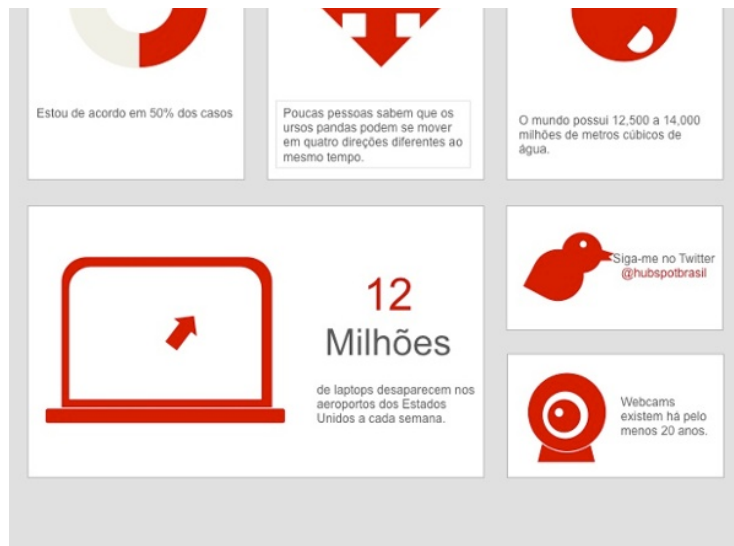 Estou de acordo em 50% dos casos
Poucas pessoas sabem que os
ursos pandas podem se mover
em quatro direções diferentes ao
mesmo tempo.
O mundo possui 12,500 a 14,000
milhões de metros cúbicos de
água.
12
Milhões
de laptops desaparecem nos
aeroportos dos Estados
Unidos a cada semana.
Siga-me no Twitter
@hubspotbrasil
Webcams
existem há pelo
menos 20 anos.